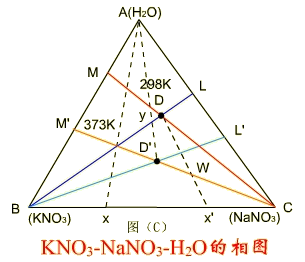 A(H₂O)
M
298K
L
D
y
M'
373K
D'
L'
W
B
C
(KNO₃)
x
x'
(NaNO₃)
图（C）
KNO₃-NaNO₃-H₂O的相图